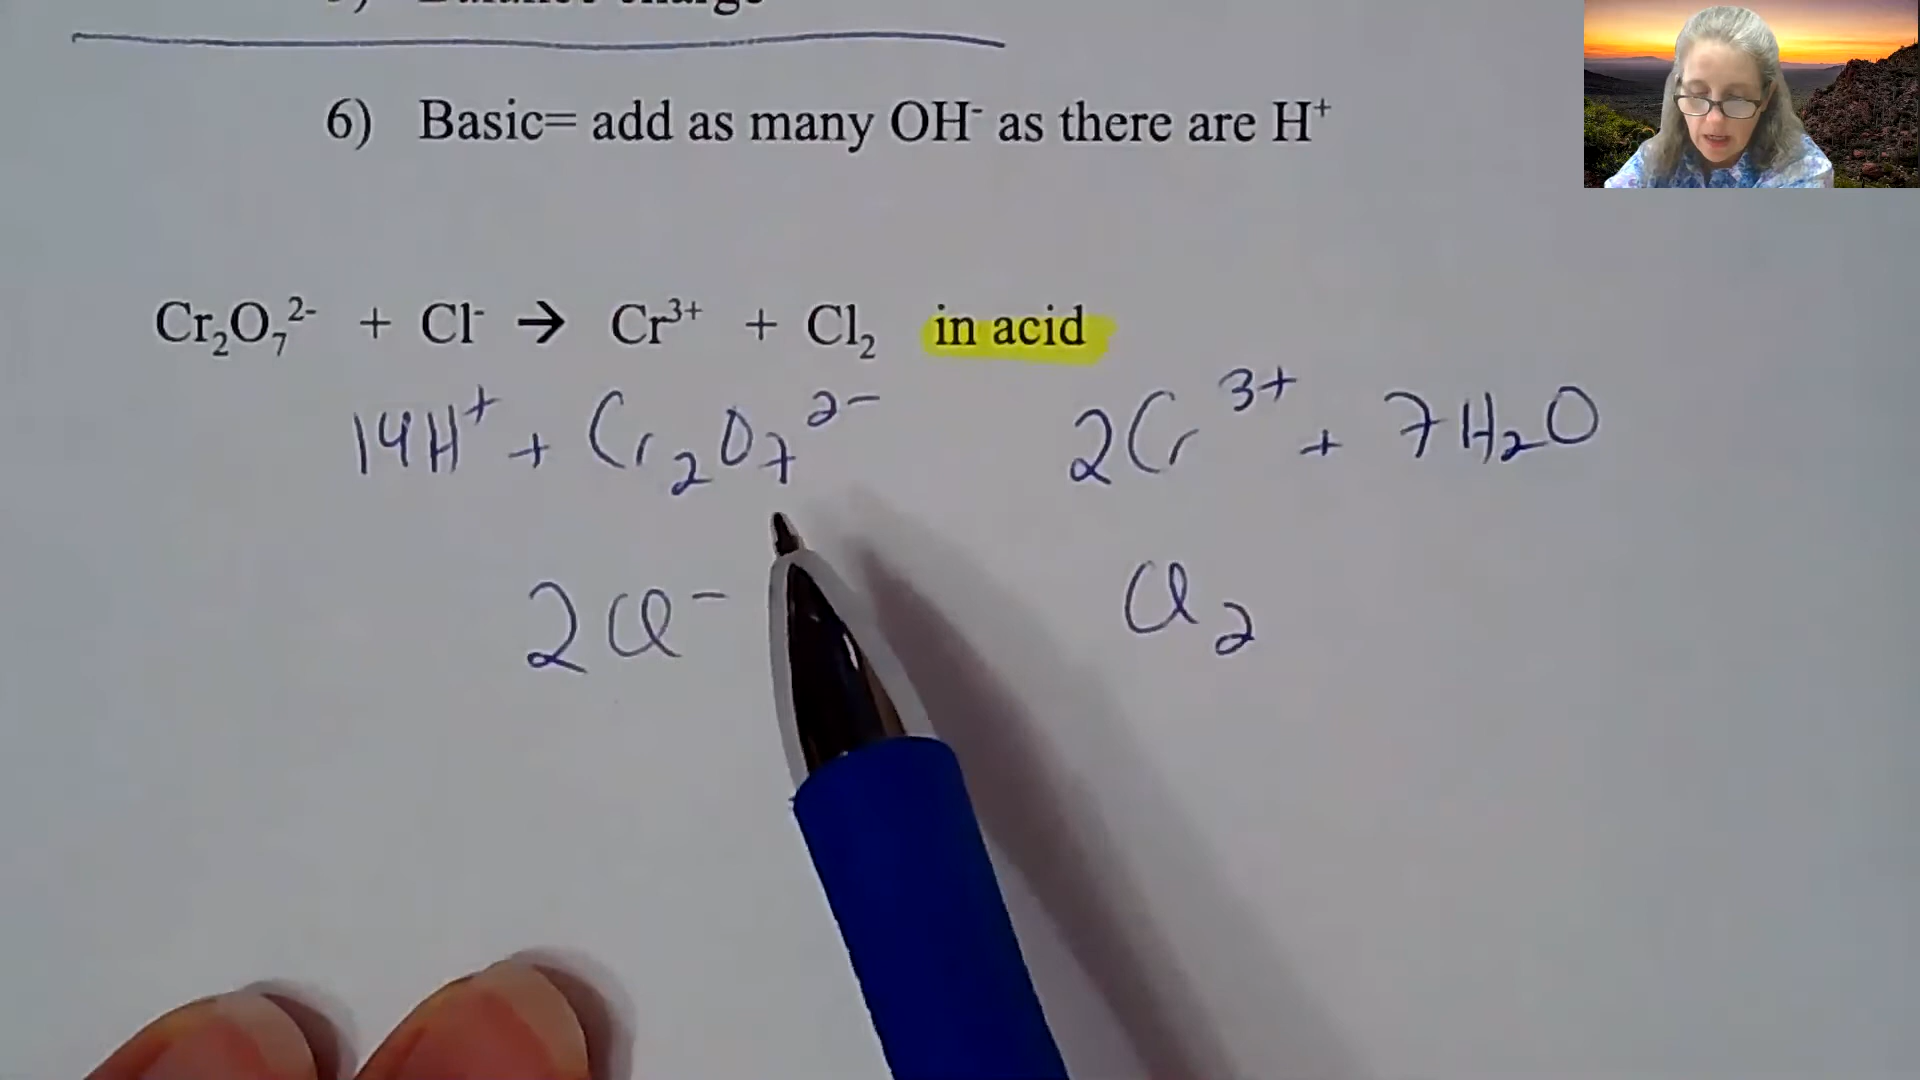 6) Basic= add as many OH⁻ as there are H⁺
Cr₂O₇²⁻ + Cl⁻ → Cr³⁺ + Cl₂ in acid
14H⁺ + Cr₂O₇²⁻ 2Cr³⁺ + 7H₂O
2Cl⁻ Cl₂